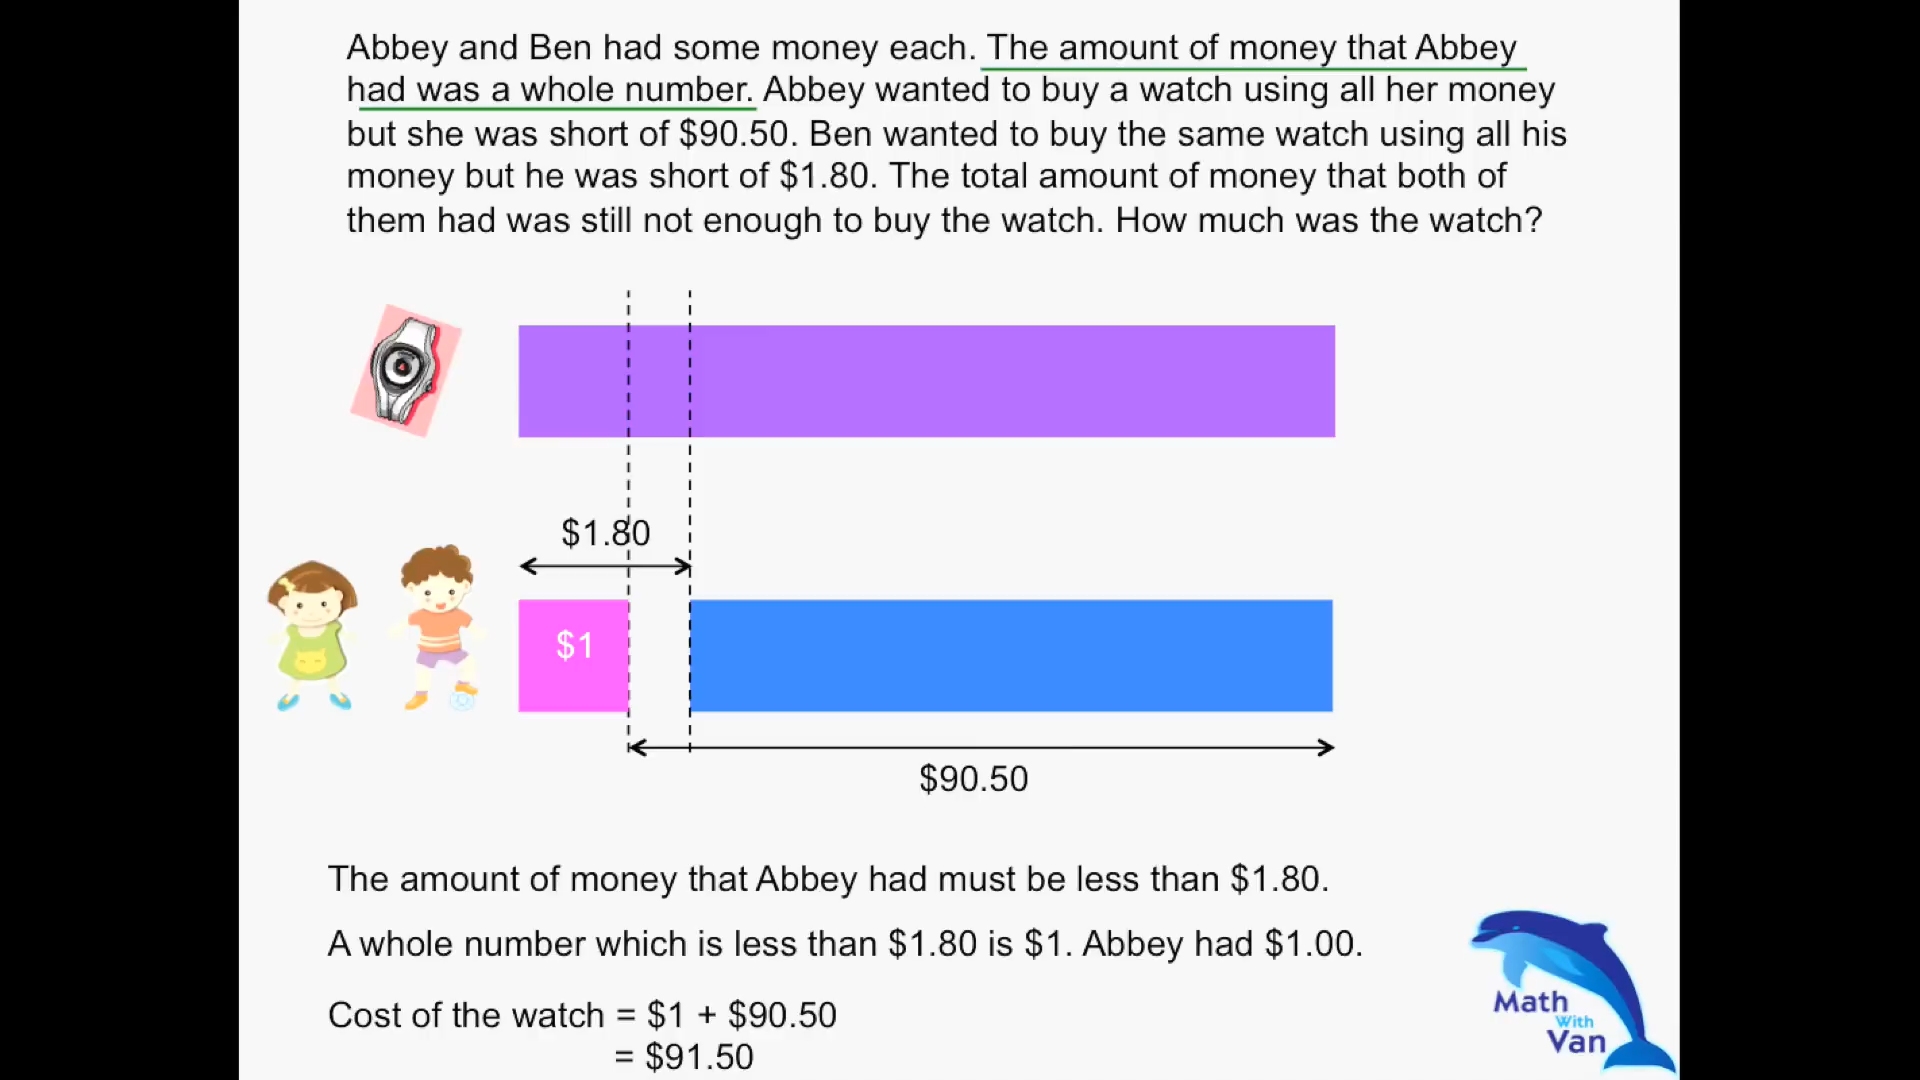 Abbey and Ben had some money each. The amount of money that Abbey
had was a whole number. Abbey wanted to buy a watch using all her money
but she was short of $90.50. Ben wanted to buy the same watch using all his
money but he was short of $1.80. The total amount of money that both of
them had was still not enough to buy the watch. How much was the watch?
$1.80
$1
$90.50
The amount of money that Abbey had must be less than $1.80.
A whole number which is less than $1.80 is $1. Abbey had $1.00.
Cost of the watch = $1 + $90.50
= $91.50
Math
With
Van